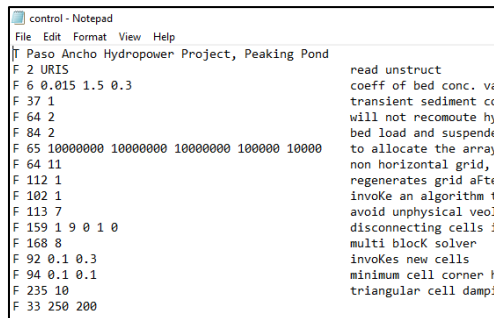 control - Notepad
File Edit Format View Help
T Paso Ancho Hydropower Project, Peaking Pond
F 2 URIS read unstruct
F 6 0.015 1.5 0.3 coeff of bed conc. va
F 37 1 transient sediment co
F 64 2 will not recomoute hy
F 84 2 bed load and suspende
F 65 10000000 10000000 10000000 100000 10000 to allocate the array
F 64 11 non horizontal grid,
F 112 1 regenerates grid aFte
F 102 1 invoKe an algorithm t
F 113 7 avoid unphysical veol
F 159 1 9 0 1 0 disconnecting cells i
F 168 8 multi blocK solver
F 92 0.1 0.3 invoKes new cells
F 94 0.1 0.1 minimum cell corner h
F 235 10 triangular cell dampi
F 33 250 200